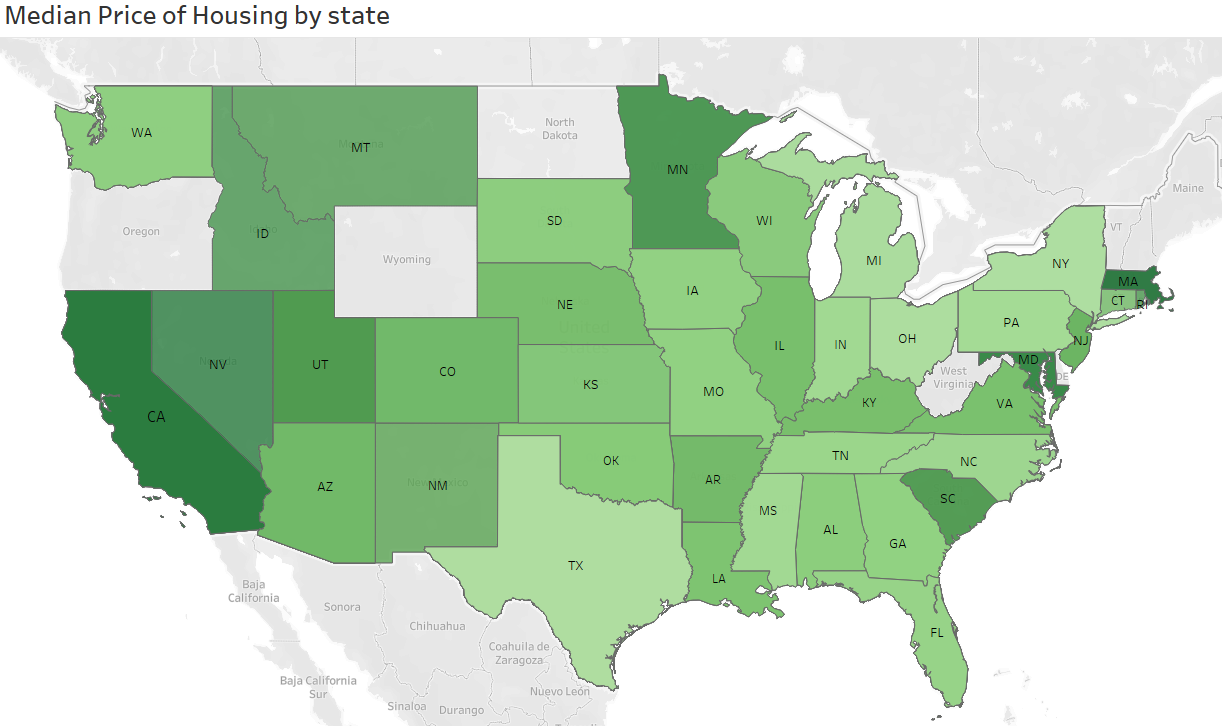 Median Price of Housing by state
WA
MT
North
Dakota
MN
Maine
SD
WI
VT
Oregon
ID
Wyoming
MI
NY
MA
IA
CT
RI
NE
United
PA
NV
UT
CO
IL
IN
OH
NJ
KS
MD
West
Virginia
DE
CA
MO
KY
VA
TN
NC
AZ
NM
OK
AR
SC
MS
AL
GA
TX
LA
FL
Baja
California
Sonora
Chihuahua
Coahuila de
Zaragoza
Baja California
Sur
Nuevo León
Sinaloa
Durango